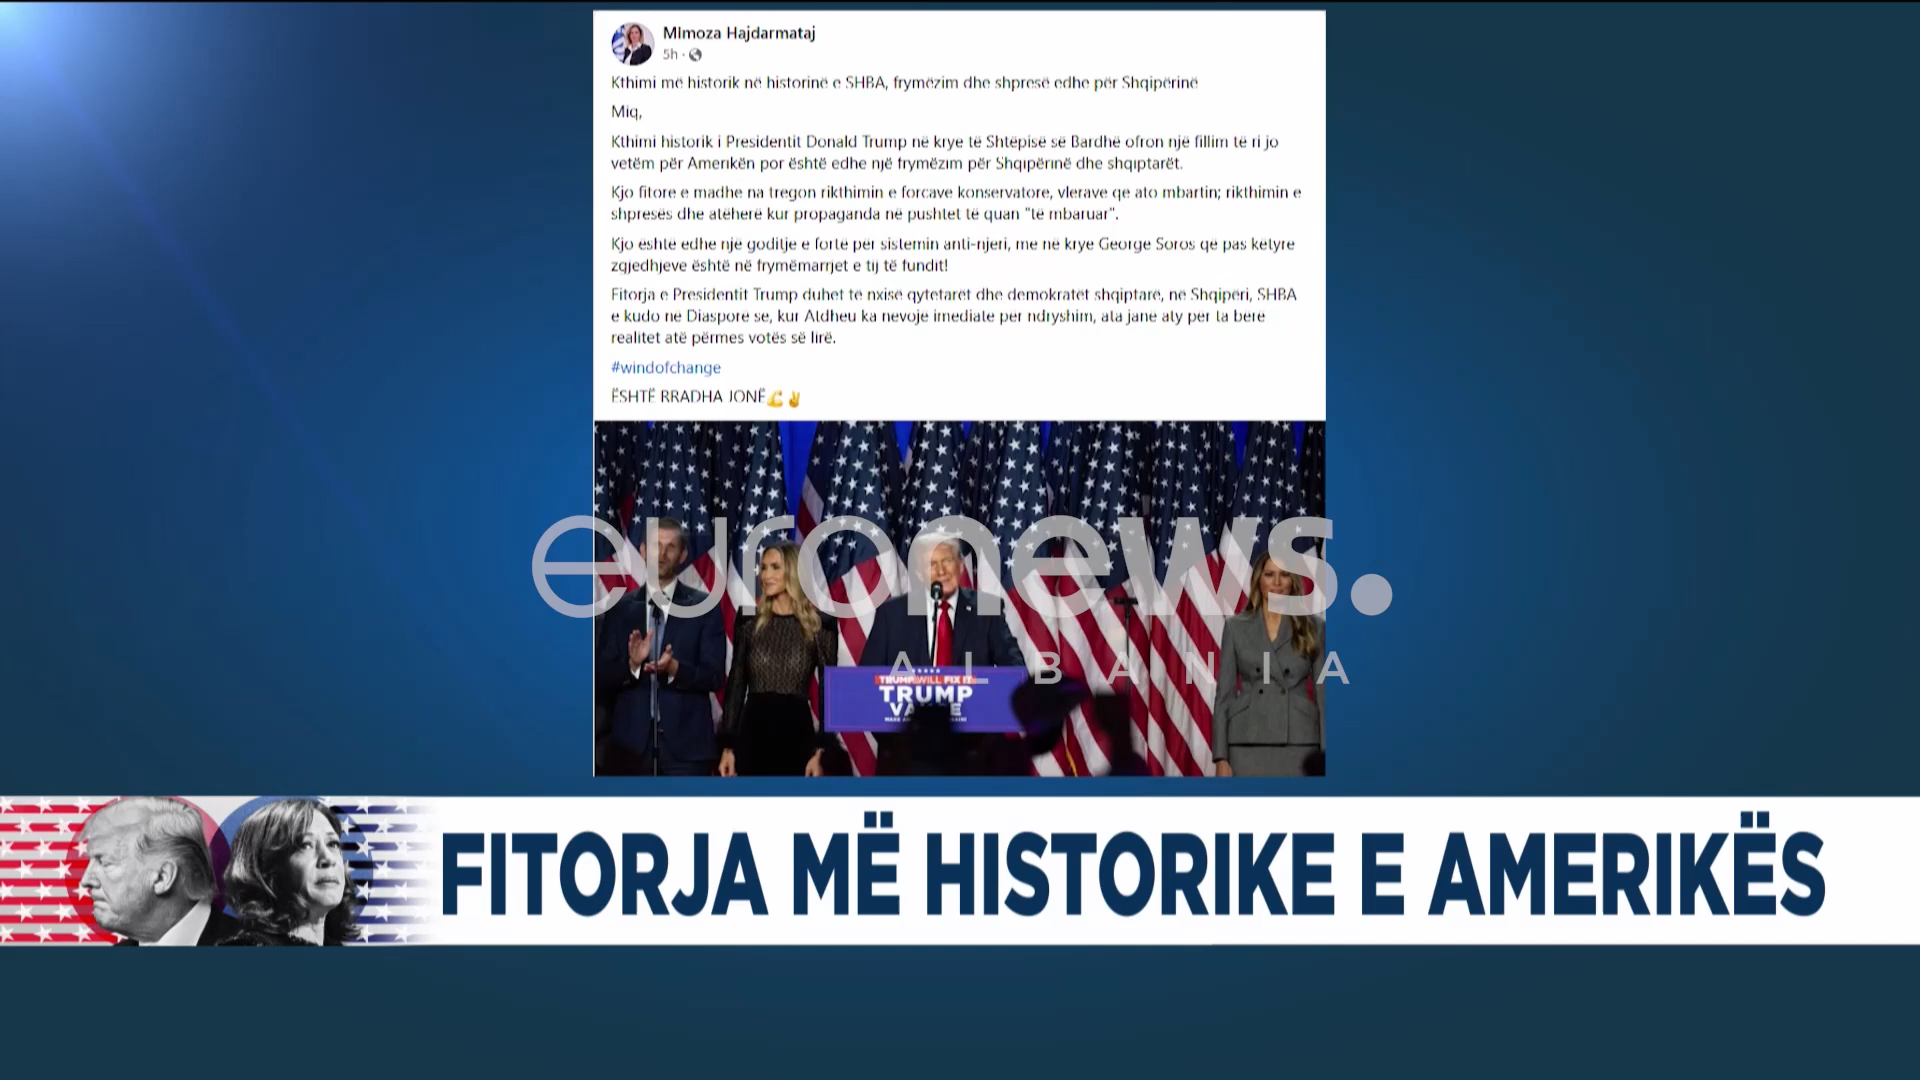 MImoza Hajdarmataj
5h ·
Kthimi më historik në historinë e SHBA, frymëzim dhe shpresë edhe për Shqipërinë
Miq,
Kthimi historik i Presidentit Donald Trump në krye të Shtëpisë së Bardhë ofron një fillim të ri jo
vetëm për Amerikën por është edhe një frymëzim për Shqipërinë dhe shqiptarët.
Kjo fitore e madhe na tregon rikthimin e forcave konservatore, vlerave qe ato mbartin; rikthimin e
shpresës dhe atëherë kur propaganda në pushtet të quan "të mbaruar".
Kjo është edhe një goditje e fortë për sistemin anti-njeri, me në krye George Soros që pas këtyre
zgjedhjeve është në frymëmarrjet e tij të fundit!
Fitorja e Presidentit Trump duhet të nxisë qytetarët dhe demokratët shqiptarë, në Shqipëri, SHBA
e kudo në Diasporë se, kur Atdheu ka nevojë imediate për ndryshim, ata janë aty për ta bërë
realitet atë përmes votës së lirë.
#windofchange
ËSHTË RRADHA JONË💪✌
euronews.
ALBANIA
TRUMP WILL FIX IT
TRUMP
FITORJA MË HISTORIKE E AMERIKËS